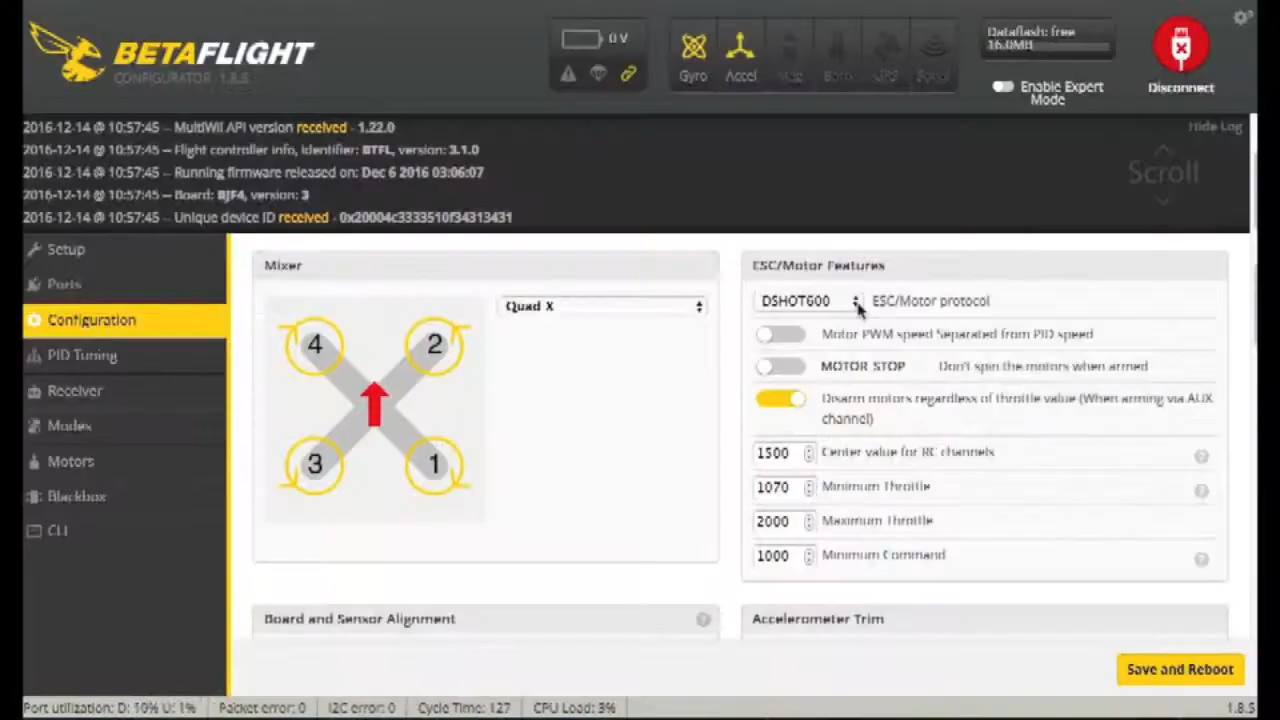 BETAFLIGHT
CONFIGURATOR 1.8.5
0 V
Gyro Accel Mag Baro GPS Sonar
Dataflash: free
16.0MB
Enable Expert
Mode
Disconnect
2016-12-14 @ 10:57:45 -- MultiWii API version received - 1.22.0
Hide Log
2016-12-14 @ 10:57:45 -- Flight controller info, identifier: BTFL, version: 3.1.0
2016-12-14 @ 10:57:45 -- Running firmware released on: Dec 6 2016 03:06:07
Scroll
2016-12-14 @ 10:57:45 -- Board: BJF4, version: 3
2016-12-14 @ 10:57:45 -- Unique device ID received - 0x20004c3333510f34313431
Setup
Ports
Configuration
PID Tuning
Receiver
Modes
Motors
Blackbox
CLI
Mixer
Quad X
4 2
3 1
ESC/Motor Features
DSHOT600 ESC/Motor protocol
Motor PWM speed Separated from PID speed
MOTOR_STOP Don't spin the motors when armed
Disarm motors regardless of throttle value (When arming via AUX
channel)
1500 Center value for RC channels
1070 Minimum Throttle
2000 Maximum Throttle
1000 Minimum Command
Board and Sensor Alignment
Accelerometer Trim
Save and Reboot
Port utilization: D: 10% U: 1% Packet error: 0 I2C error: 0 Cycle Time: 127 CPU Load: 3%
1.8.5